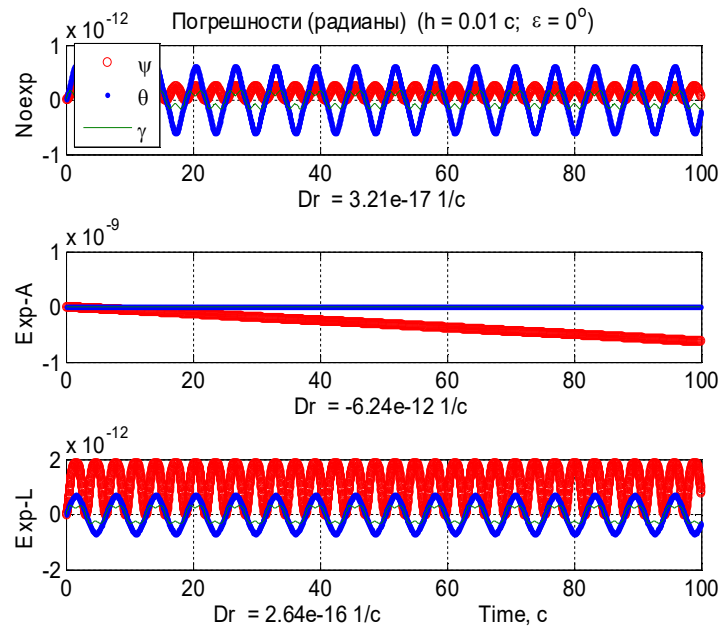 Погрешности (радианы) (h = 0.01 c; ε = 0°)
x 10^-12
Noexp
1
0
-1
ψ
θ
γ
0 20 40 60 80 100
Dr = 3.21e-17 1/c
x 10^-9
Exp-A
1
0
-1
0 20 40 60 80 100
Dr = -6.24e-12 1/c
x 10^-12
Exp-L
2
0
-2
0 20 40 60 80 100
Dr = 2.64e-16 1/c Time, c